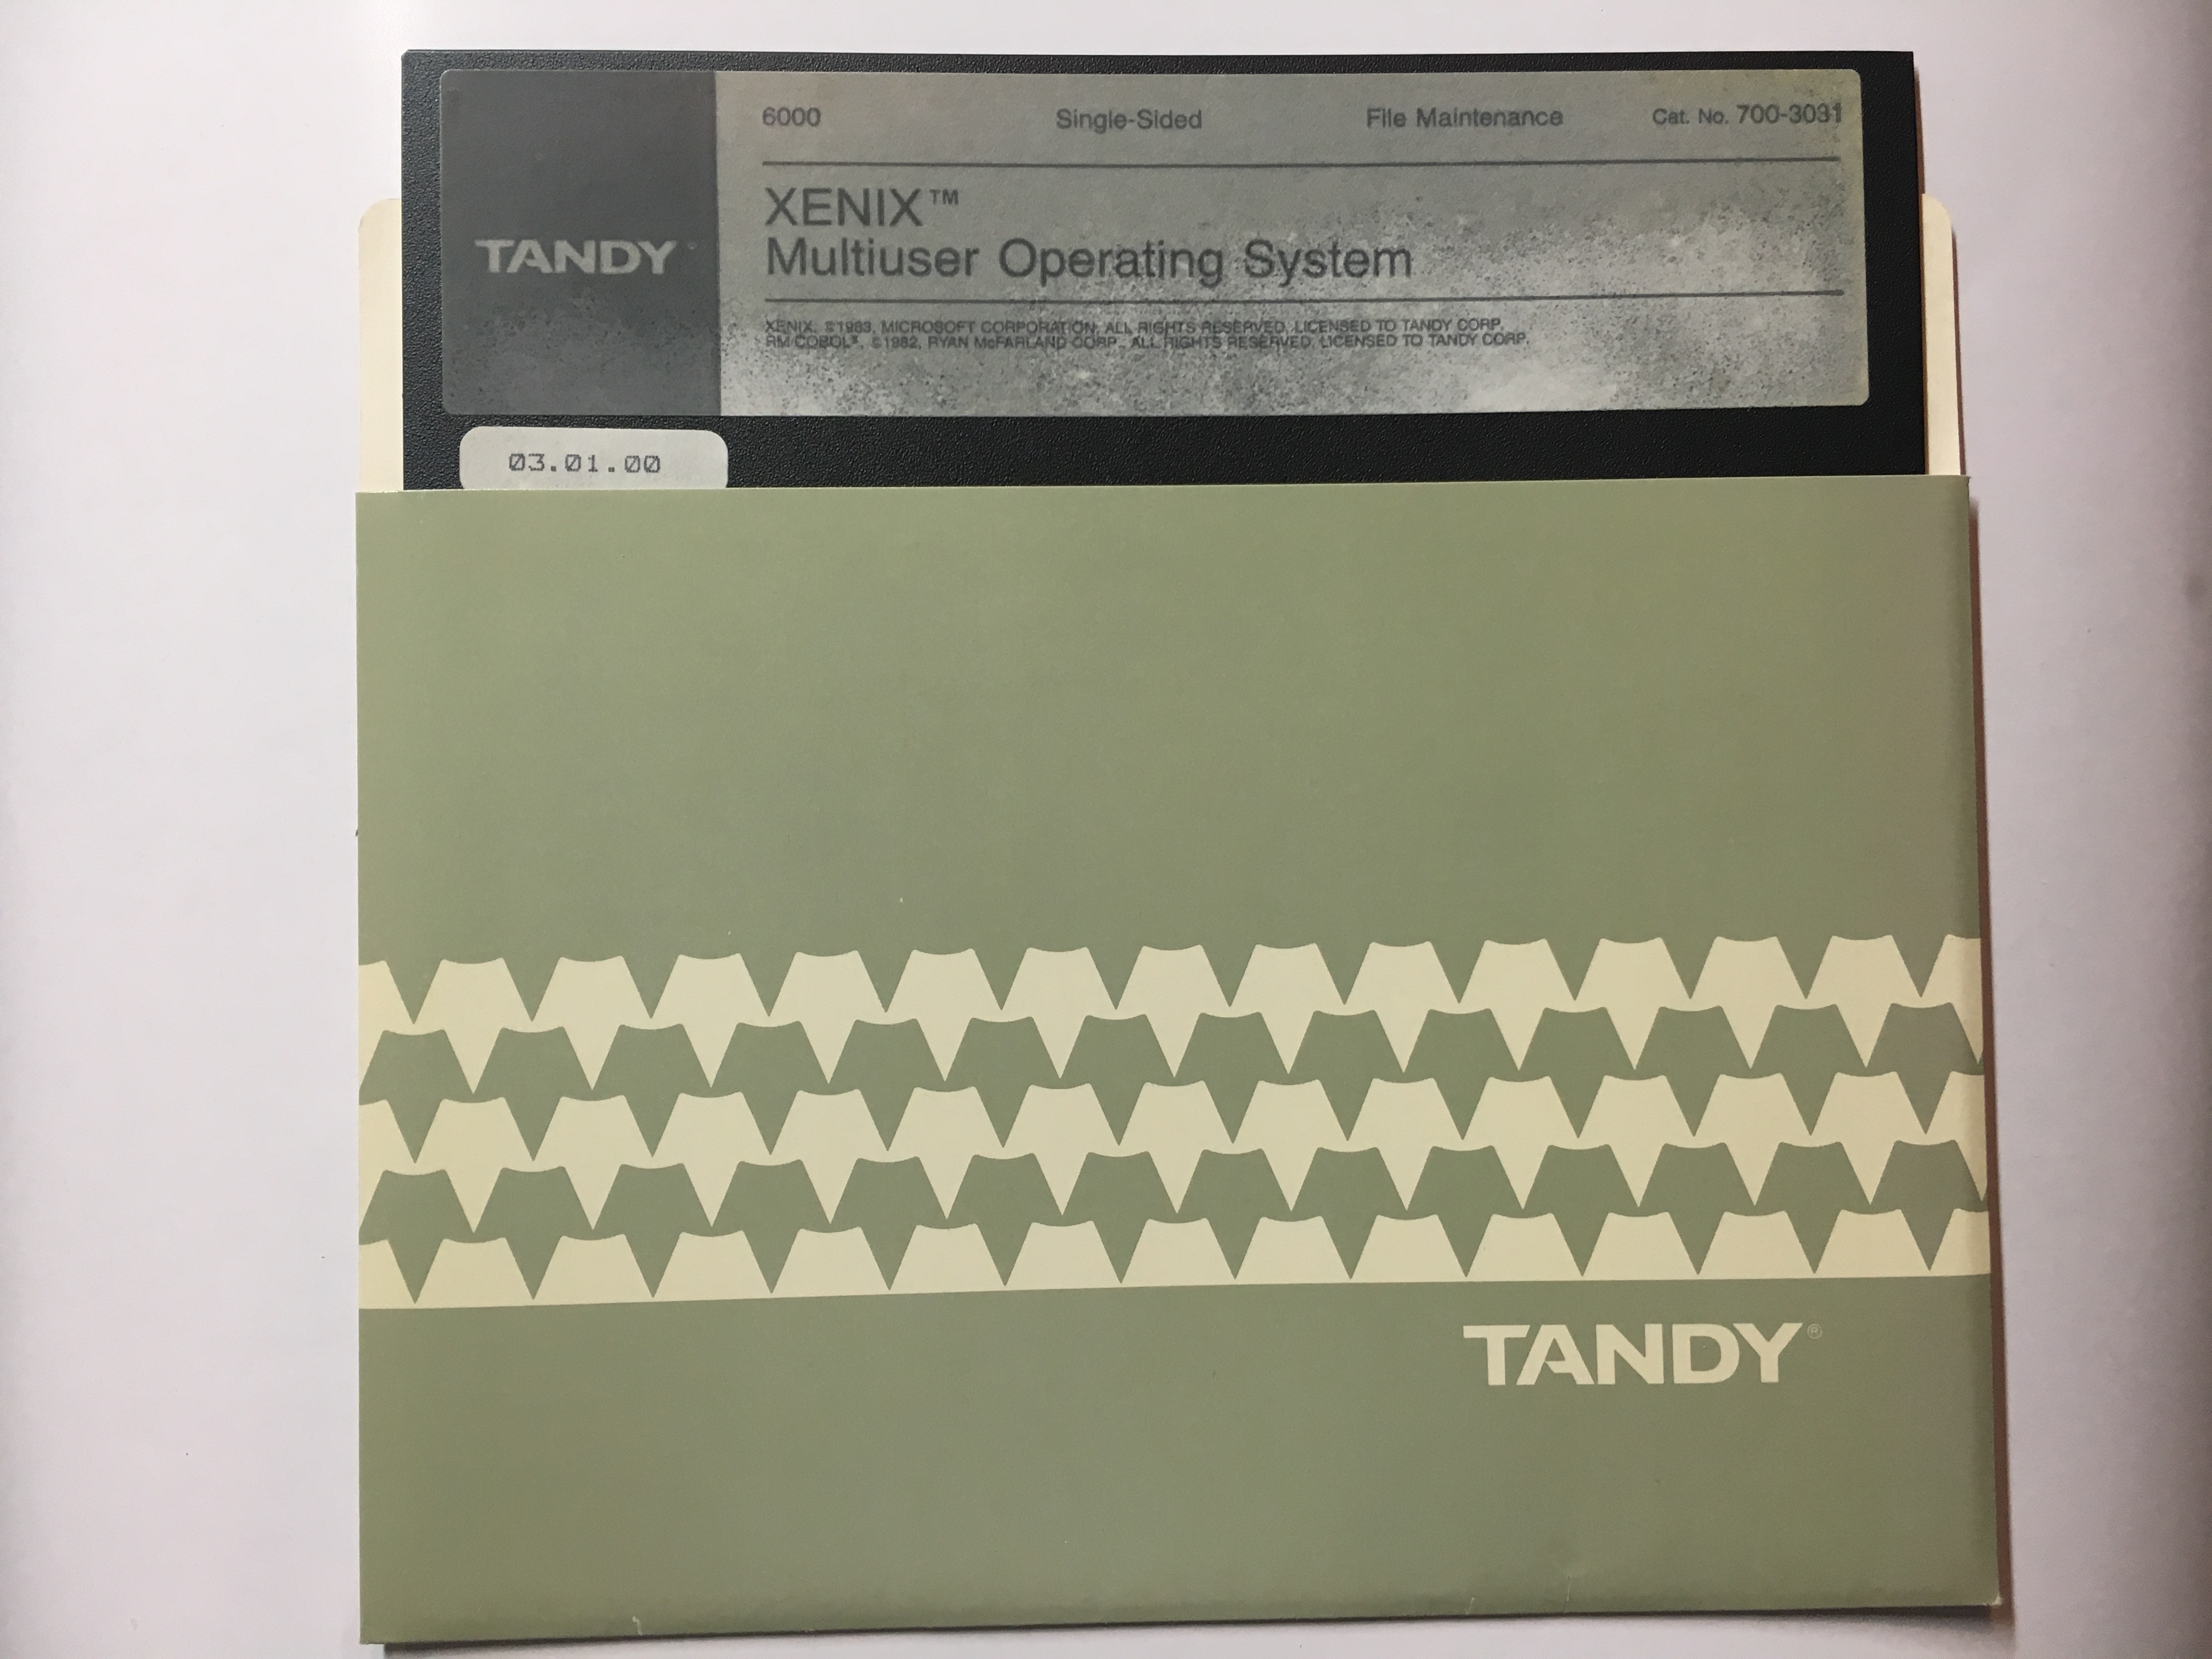 6000 Single-Sided File Maintenance Cat. No. 700-3031
XENIX™
Multiuser Operating System
TANDY
XENIX, ©1983, MICROSOFT CORPORATION, ALL RIGHTS RESERVED, LICENSED TO TANDY CORP.
RM/COBOL®, ©1982, RYAN McFARLAND CORP., ALL RIGHTS RESERVED, LICENSED TO TANDY CORP.
03.01.00
TANDY®